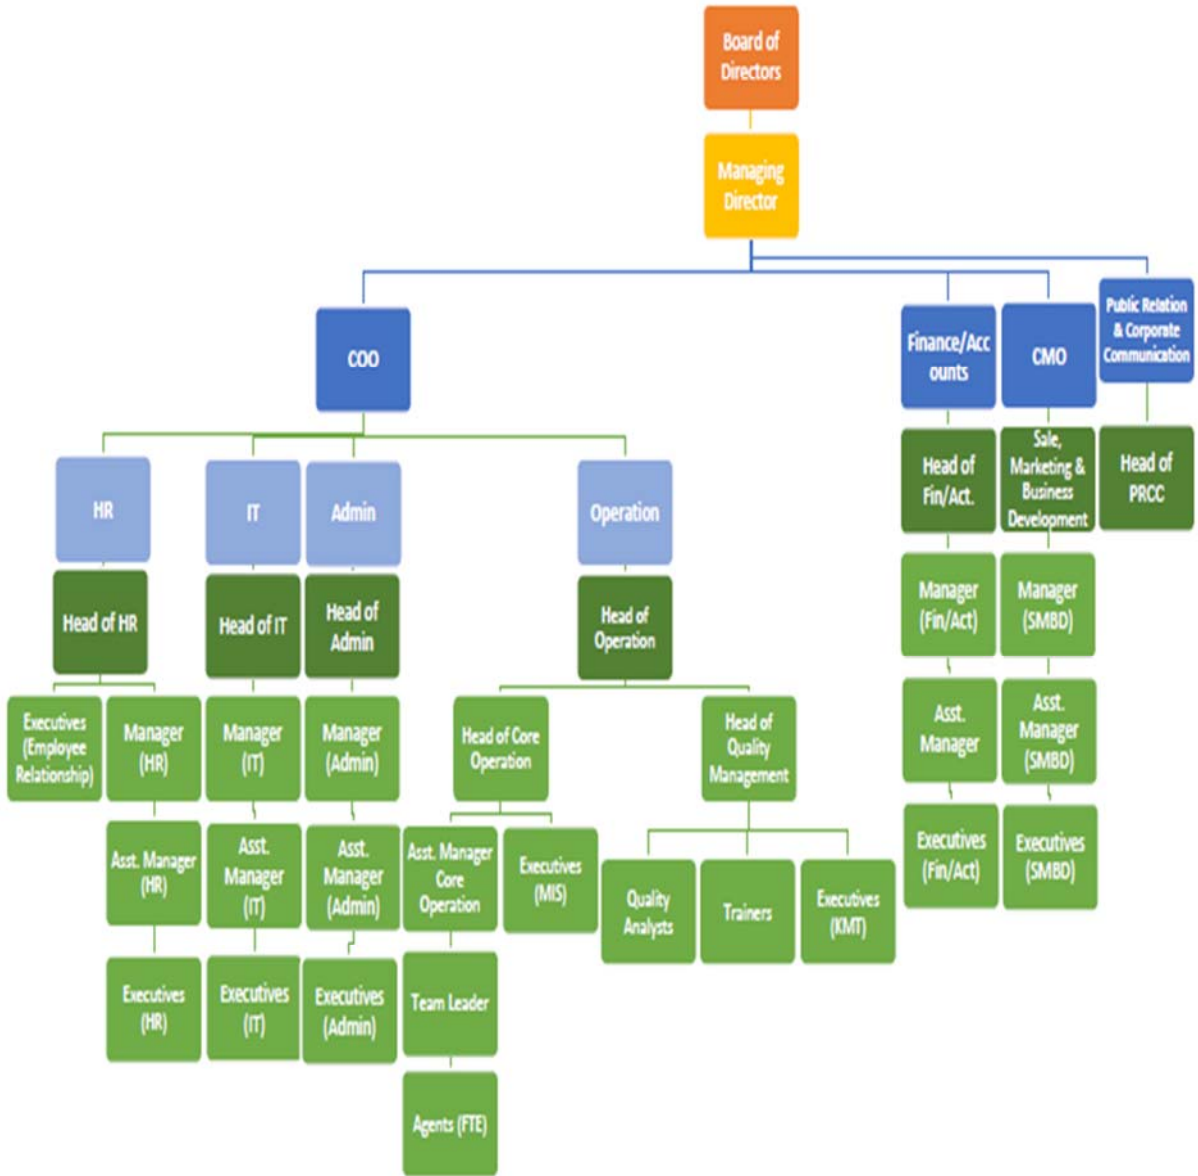 Board of
Directors
Managing
Director
COO
Finance/Acc
ounts
CMO
Public Relation
& Corporate
Communication
HR
IT
Admin
Operation
Head of
Fin/Act.
Sale,
Marketing &
Business
Development
Head of
PRCC
Head of HR
Head of IT
Head of
Admin
Head of
Operation
Manager
(Fin/Act)
Manager
(SMBD)
Executives
(Employee
Relationship)
Manager
(HR)
Manager
(IT)
Manager
(Admin)
Head of Core
Operation
Head of
Quality
Management
Asst.
Manager
Asst.
Manager
(SMBD)
Asst. Manager
(HR)
Asst.
Manager
(IT)
Asst.
Manager
(Admin)
Asst. Manager
Core
Operation
Executives
(MIS)
Quality
Analysts
Trainers
Executives
(KMT)
Executives
(Fin/Act)
Executives
(SMBD)
Executives
(HR)
Executives
(IT)
Executives
(Admin)
Team Leader
Agents (FTE)